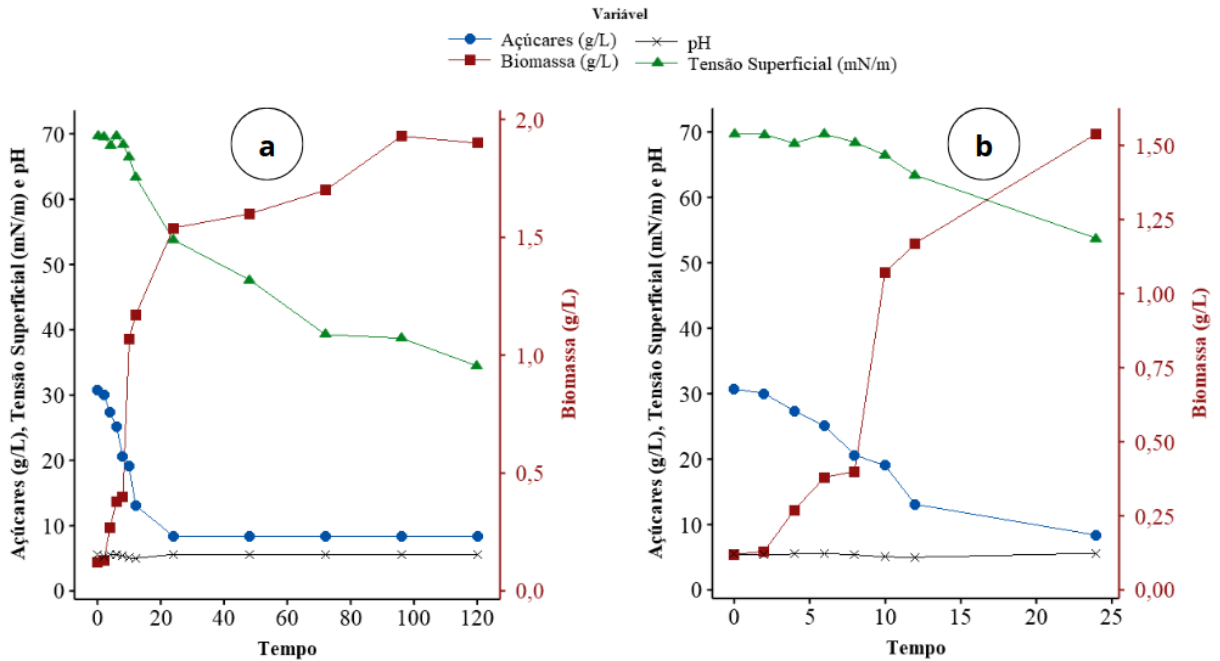 Variável
Açúcares (g/L)
pH
Biomassa (g/L)
Tensão Superficial (mN/m)
a
70
60
50
40
30
20
10
0
Açúcares (g/L), Tensão Superficial (mN/m) e pH
2,0
1,5
1,0
0,5
0,0
Biomassa (g/L)
0 20 40 60 80 100 120
Tempo
b
70
60
50
40
30
20
10
0
Açúcares (g/L), Tensão Superficial (mN/m) e pH
1,50
1,25
1,00
0,75
0,50
0,25
0,00
Biomassa (g/L)
0 5 10 15 20 25
Tempo